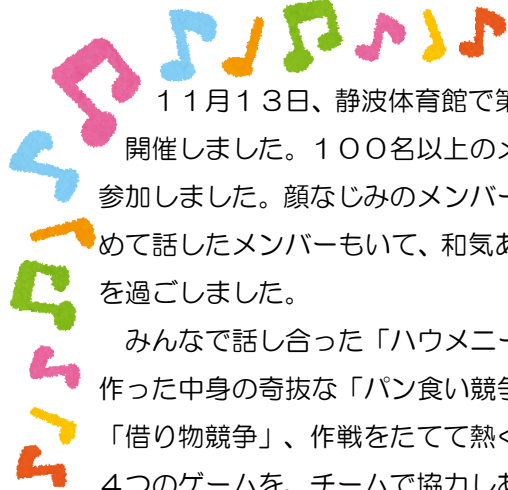 11月13日、静波体育館で第
開催しました。100名以上のメ
参加しました。顔なじみのメンバー
めて話したメンバーもいて、和気あ
を過ごしました。
みんなで話し合った「ハウメニー
作った中身の奇抜な「パン食い競争
「借り物競争」、作戦をたてて熱く
4つのゲームを、チームで協力しあ